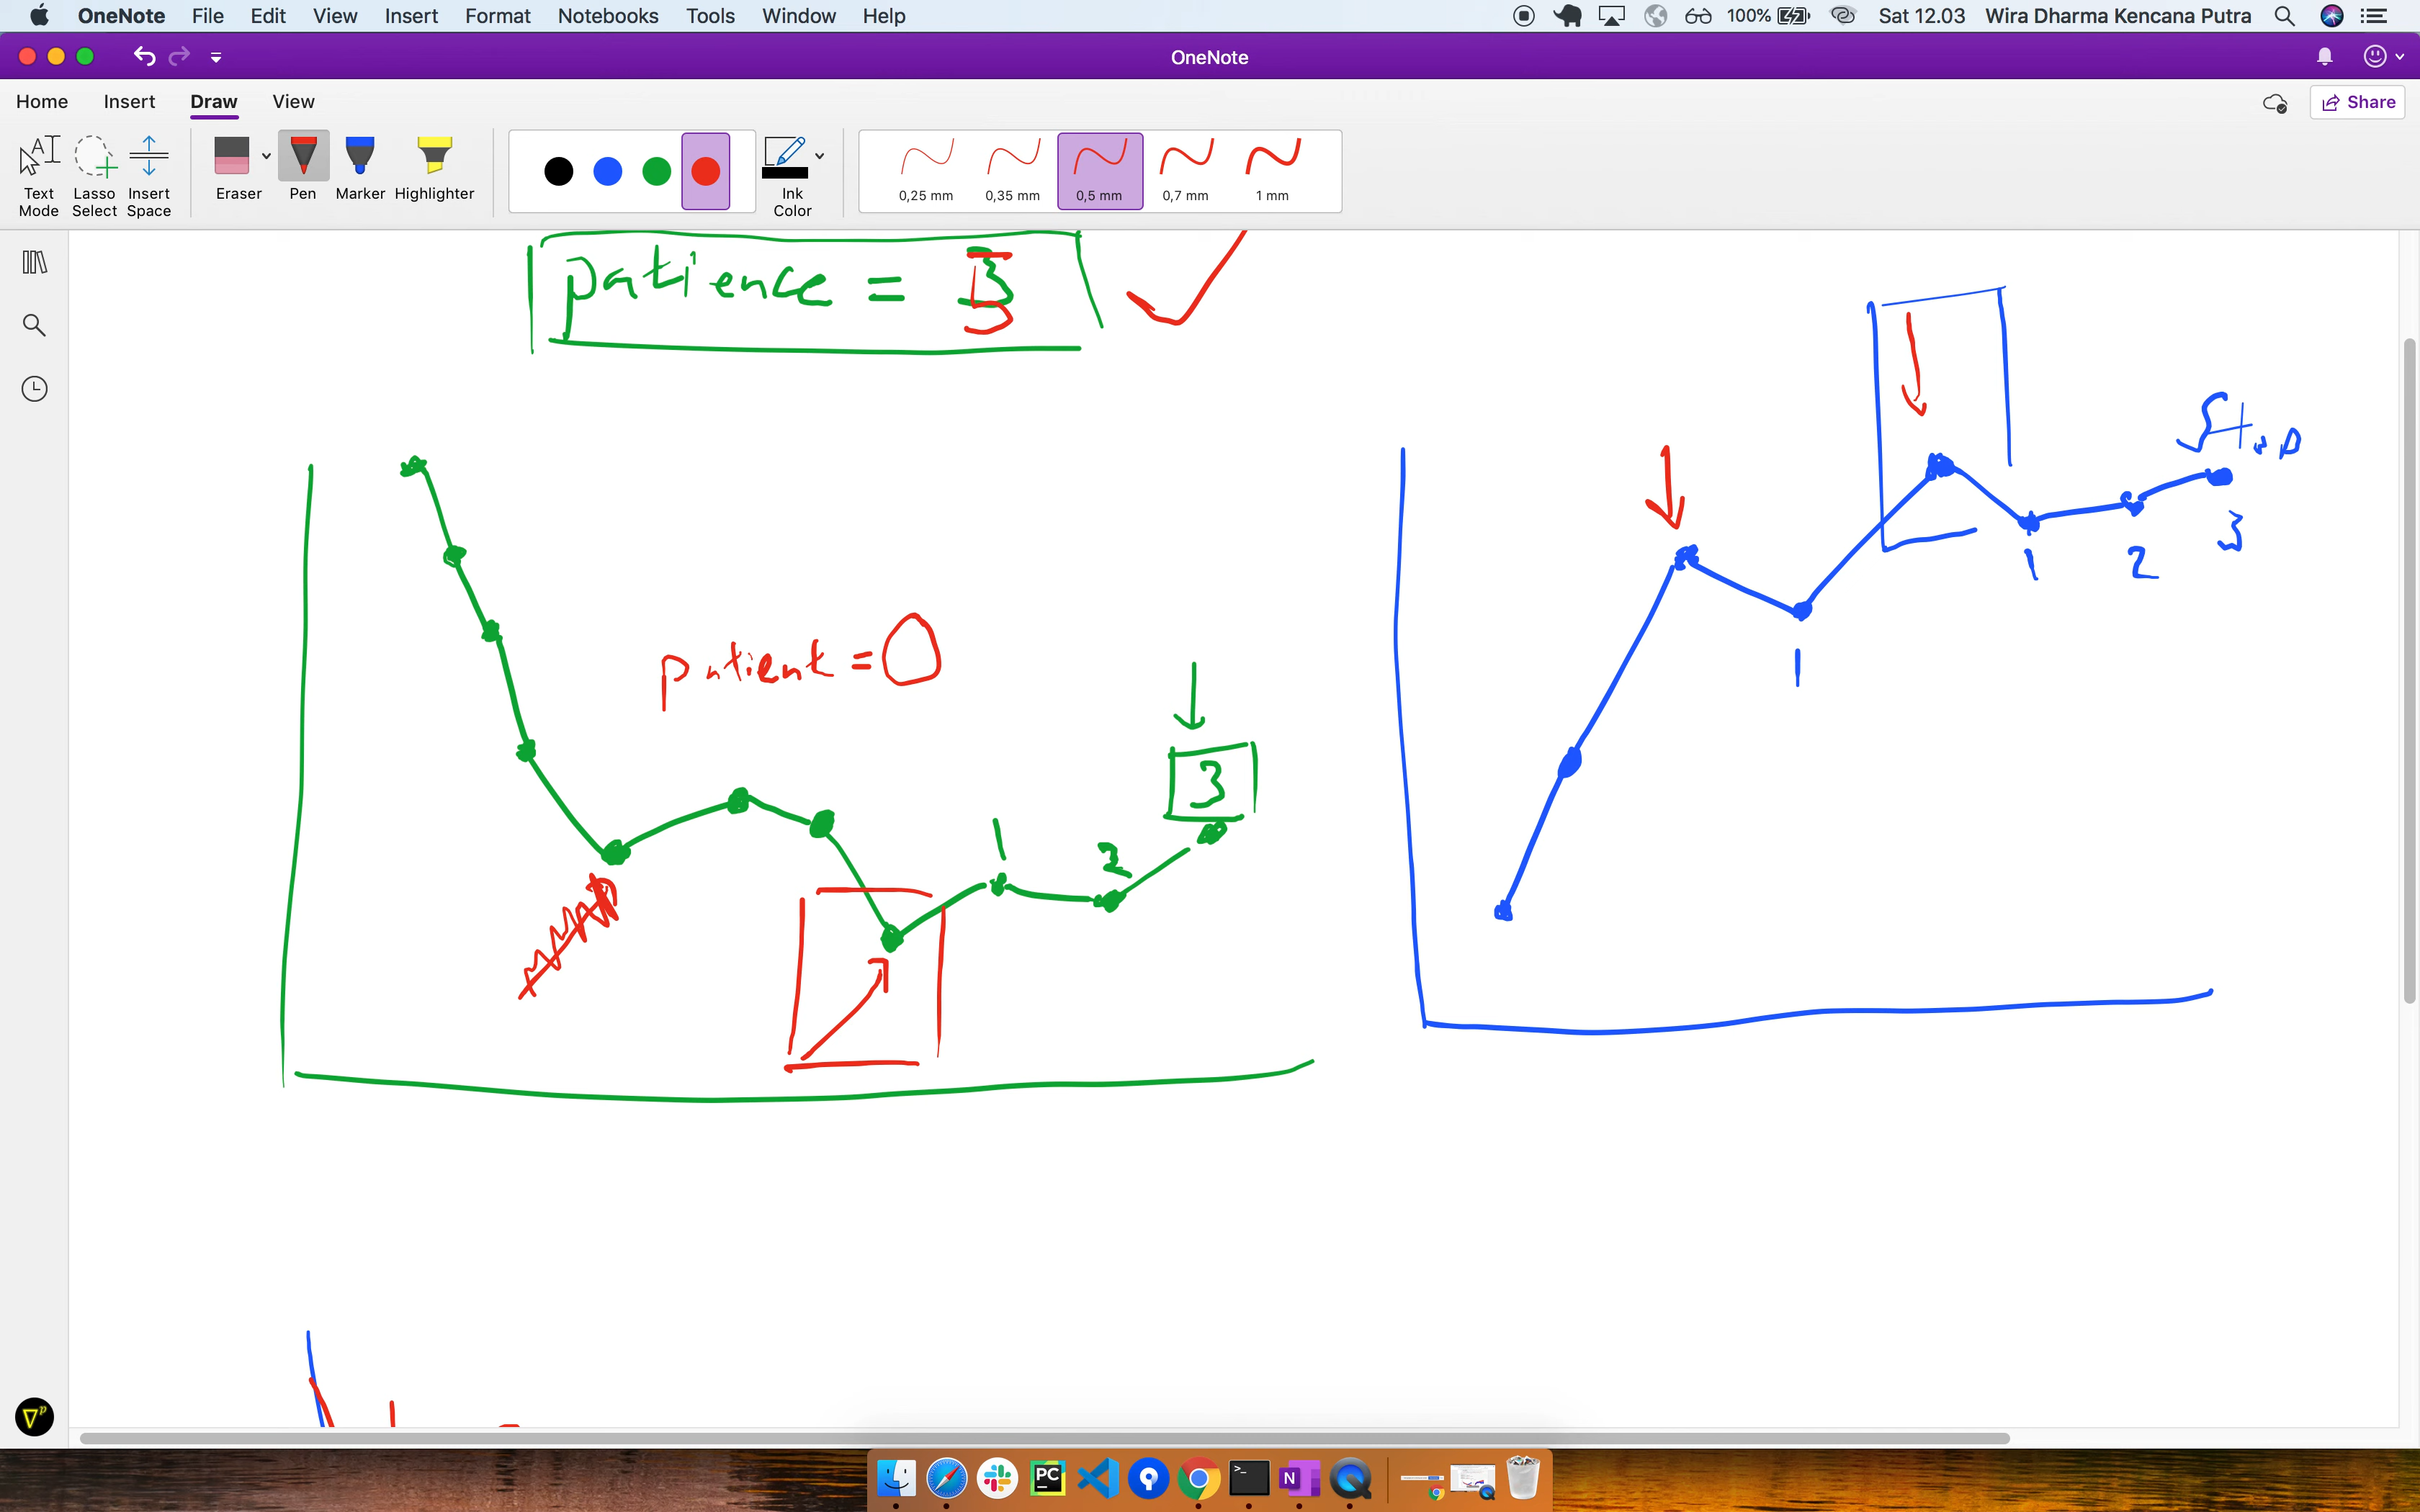 OneNote File Edit View Insert Format Notebooks Tools Window Help 100% Sat 12.03 Wira Dharma Kencana Putra
OneNote
Home Insert Draw View Share
Text Mode
Lasso Select
Insert Space
Eraser
Pen
Marker
Highlighter
Ink Color
0,25 mm
0,35 mm
0,5 mm
0,7 mm
1 mm
patience = 3
patient = 0
1
2
3
1
1
2
3
Stop
∇p
PC
>_
N